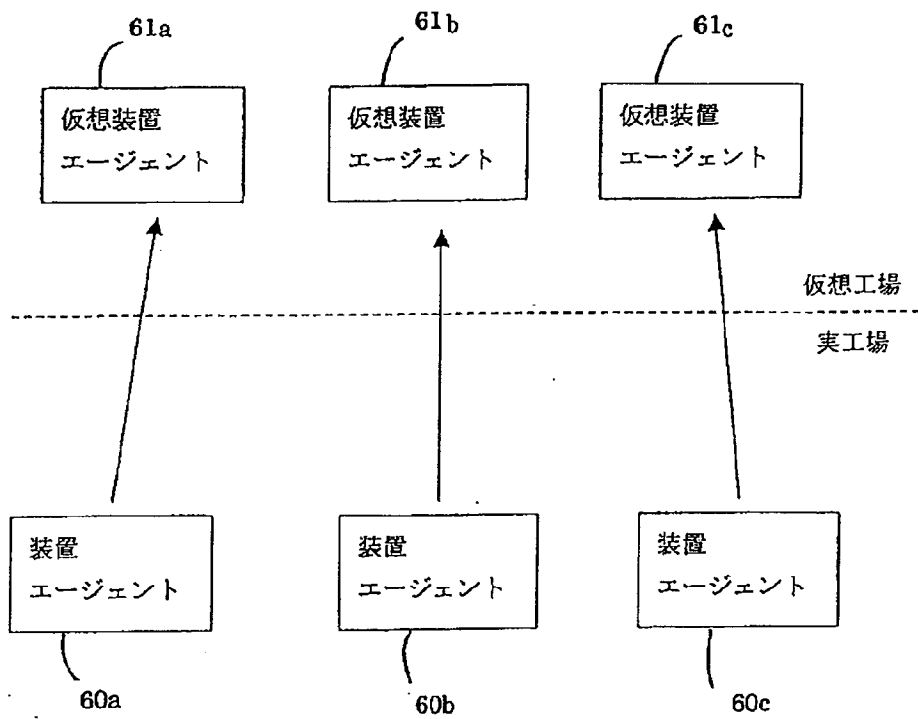 61a
61b
61c
仮想装置
エージェント
仮想装置
エージェント
仮想装置
エージェント
仮想工場
実工場
装置
エージェント
装置
エージェント
装置
エージェント
60a
60b
60c